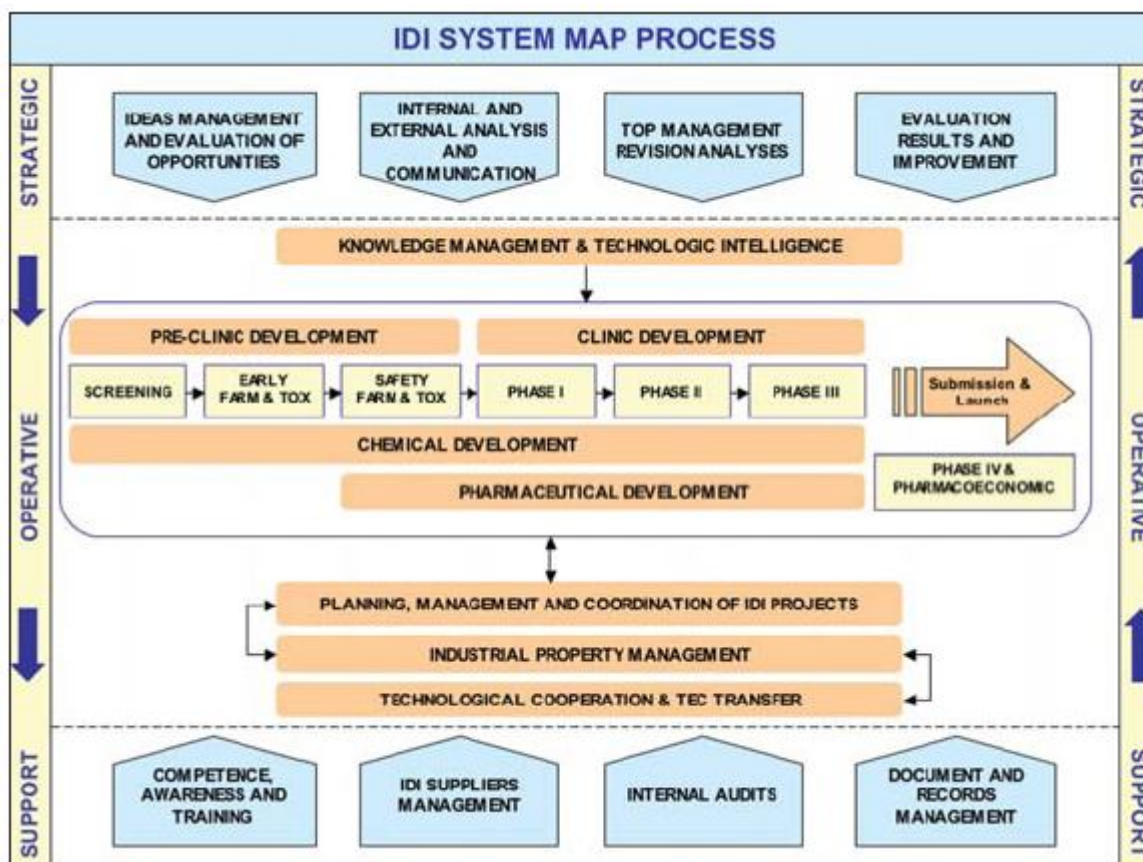 IDI SYSTEM MAP PROCESS
STRATEGIC
STRATEGIC
IDEAS MANAGEMENT
AND EVALUATION OF
OPPORTUNTIES
INTERNAL AND
EXTERNAL ANALYSIS
AND
COMMUNICATION
TOP MANAGEMENT
REVISION ANALYSES
EVALUATION
RESULTS AND
IMPROVEMENT
KNOWLEDGE MANAGEMENT & TECHNOLOGIC INTELLIGENCE
OPERATIVE
OPERATIVE
PRE-CLINIC DEVELOPMENT
CLINIC DEVELOPMENT
SCREENING
EARLY
FARM & TOX
SAFETY
FARM & TOX
PHASE I
PHASE II
PHASE III
Submission &
Launch
CHEMICAL DEVELOPMENT
PHARMACEUTICAL DEVELOPMENT
PHASE IV &
PHARMACOECONOMIC
PLANNING, MANAGEMENT AND COORDINATION OF IDI PROJECTS
INDUSTRIAL PROPERTY MANAGEMENT
TECHNOLOGICAL COOPERATION & TEC TRANSFER
SUPPORT
SUPPORT
COMPETENCE,
AWARENESS AND
TRAINING
IDI SUPPLIERS
MANAGEMENT
INTERNAL AUDITS
DOCUMENT AND
RECORDS
MANAGEMENT